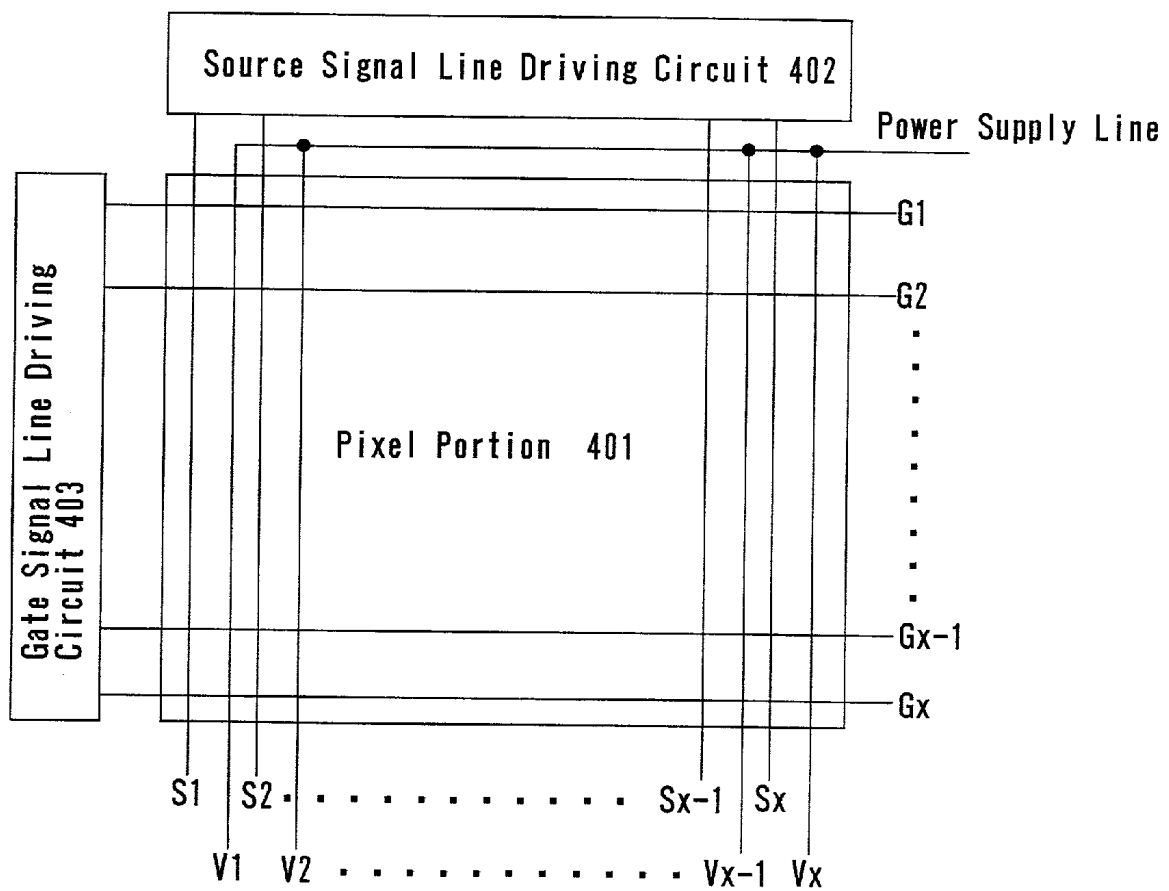 Source Signal Line Driving Circuit 402
Power Supply Line
Gate Signal Line Driving
Circuit 403
G1
G2
Pixel Portion 401
Gx-1
Gx
S1 S2 . . . . . . . . . . . Sx-1 Sx
V1 V2 . . . . . . . . . . . Vx-1 Vx